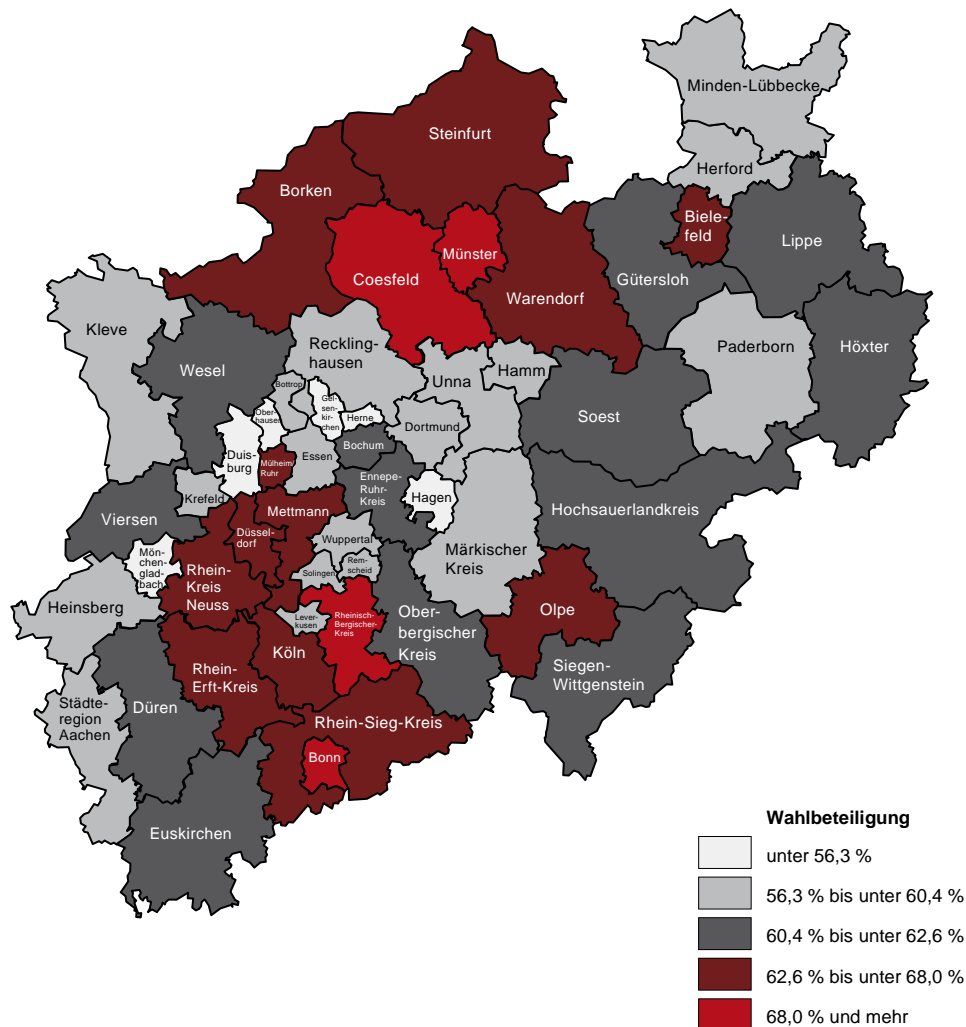 Minden-Lübbecke
Steinfurt
Herford
Borken
Biele-
feld
Lippe
Münster
Coesfeld
Gütersloh
Warendorf
Kleve
Reckling-
hausen
Paderborn
Höxter
Wesel
Unna
Hamm
Bottrop
Gel-
sen-
kir-
chen
Soest
Ober-
hausen
Herne
Dortmund
Bochum
Duis-
burg
Essen
Mülheim/
Ruhr
Ennepe-
Ruhr-
Kreis
Hagen
Krefeld
Hochsauerlandkreis
Mettmann
Viersen
Düssel-
dorf
Wuppertal
Märkischer
Kreis
Mön-
chen-
glad-
bach
Rem-
scheid
Solingen
Rhein-
Kreis
Neuss
Heinsberg
Olpe
Lever-
kusen
Rheinisch-
Bergischer-
Kreis
Ober-
bergischer
Kreis
Köln
Rhein-
Erft-Kreis
Siegen-
Wittgenstein
Städte-
region
Aachen
Düren
Rhein-Sieg-Kreis
Bonn
Euskirchen
Wahlbeteiligung
unter 56,3 %
56,3 % bis unter 60,4 %
60,4 % bis unter 62,6 %
62,6 % bis unter 68,0 %
68,0 % und mehr